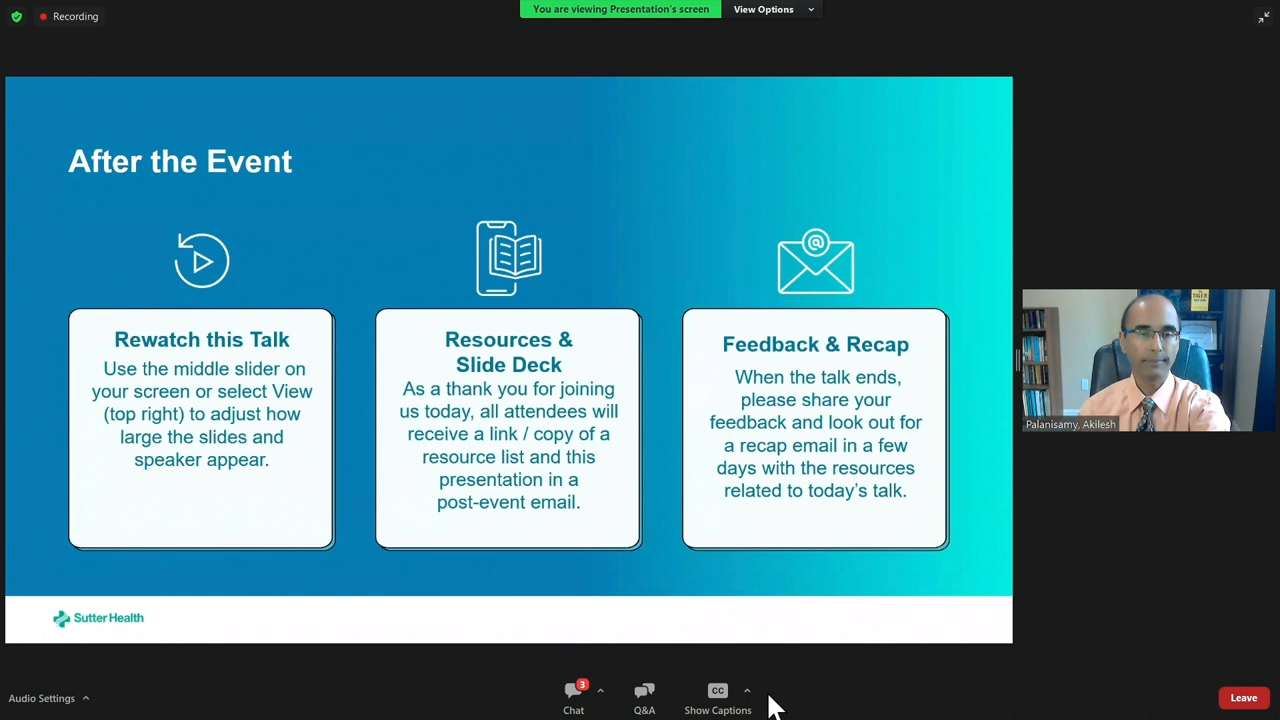 Recording
You are viewing Presentation's screen
View Options
After the Event
Rewatch this Talk
Use the middle slider on
your screen or select View
(top right) to adjust how
large the slides and
speaker appear.
Resources &
Slide Deck
As a thank you for joining
us today, all attendees will
receive a link / copy of a
resource list and this
presentation in a
post-event email.
@
Feedback & Recap
When the talk ends,
please share your
feedback and look out for
a recap email in a few
days with the resources
related to today's talk.
TIGER
Palanisamy, Akilesh
Sutter Health
Audio Settings
3
Chat
Q&A
CC
Show Captions
Leave